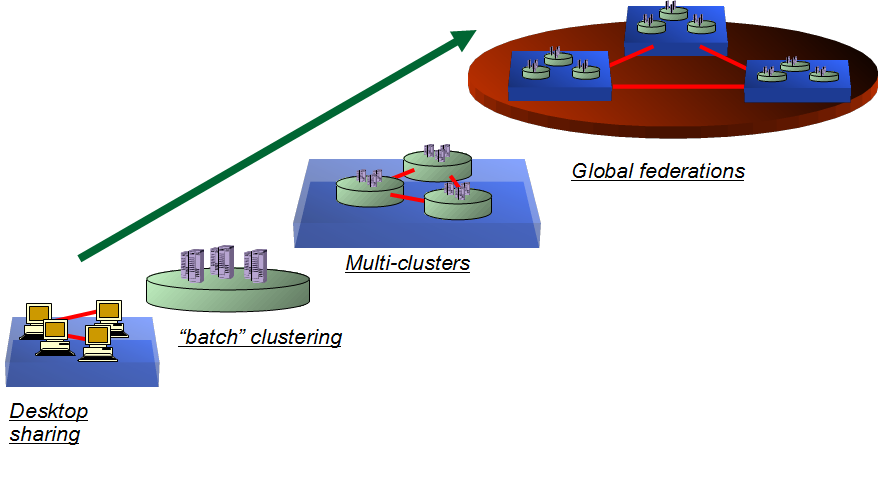 Global federations
Multi-clusters
“batch” clustering
Desktop
sharing